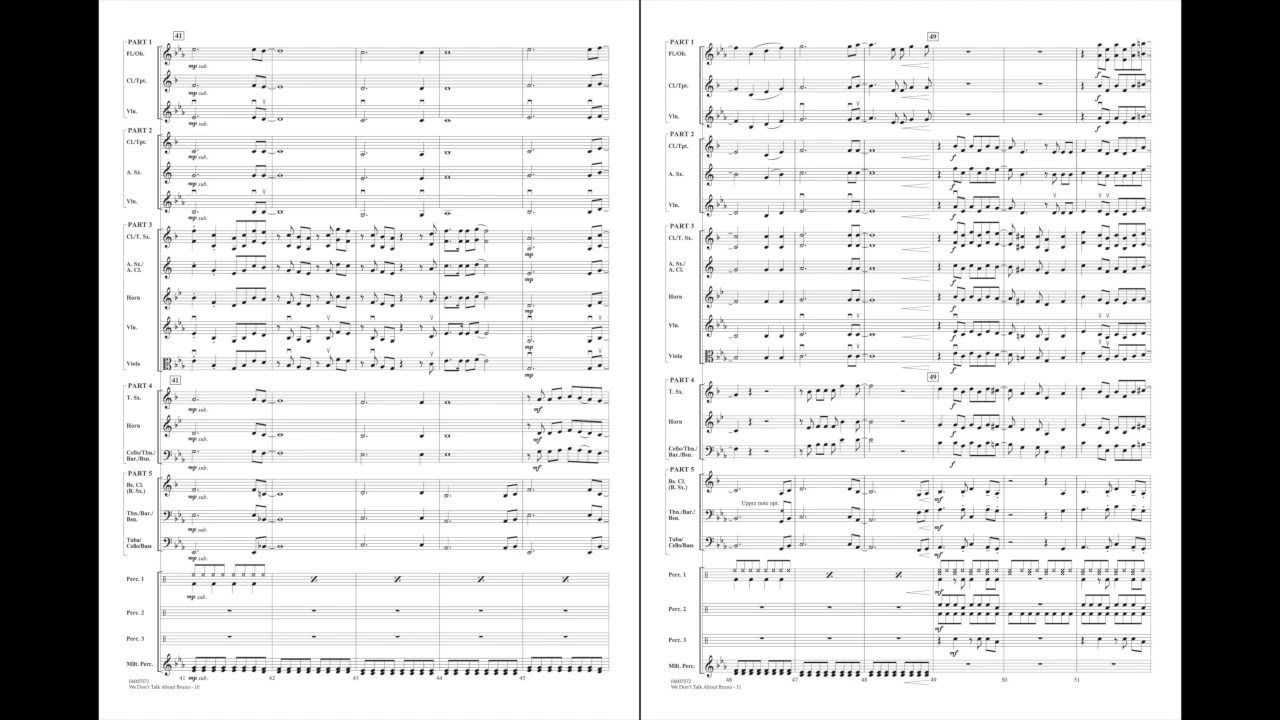 41
PART 1
Fl./Ob.
mp sub.
Cl./Tpt.
mp sub.
Vln.
mp sub.
PART 2
Cl./Tpt.
mp sub.
A. Sx.
mp sub.
Vln.
mp sub.
PART 3
Cl./T. Sx.
mp
A. Sx./
A. Cl.
mp
Horn
mp
Vln.
mp
Viola
mp
41
PART 4
T. Sx.
mp sub.
mf
Horn
mp sub.
mf
Cello/Tbn./
Bar./Bsn.
mp sub.
mf
PART 5
Bs. Cl.
(B. Sx.)
mp sub.
Tbn./Bar./
Bsn.
mp sub.
Tuba/
Cello/Bass
mp sub.
Perc. 1
mp sub.
Perc. 2
Perc. 3
Mlt. Perc.
41 mp sub. 42 43 44 45
04007572
We Don't Talk About Bruno - 10
49
PART 1
Fl./Ob.
f
Cl./Tpt.
f
Vln.
f
PART 2
Cl./Tpt.
f
A. Sx.
f
Vln.
f
PART 3
Cl./T. Sx.
f
A. Sx./
A. Cl.
f
Horn
f
Vln.
f
Viola
f
49
PART 4
T. Sx.
f
Horn
f
Cello/Tbn./
Bar./Bsn.
f
PART 5
Bs. Cl.
(B. Sx.)
mf
Upper note opt.
Tbn./Bar./
Bsn.
mf
Tuba/
Cello/Bass
mf
Perc. 1
mf
Perc. 2
mf
Perc. 3
mf
Mlt. Perc.
46 47 48 49 50 51
04007572
We Don't Talk About Bruno - 11